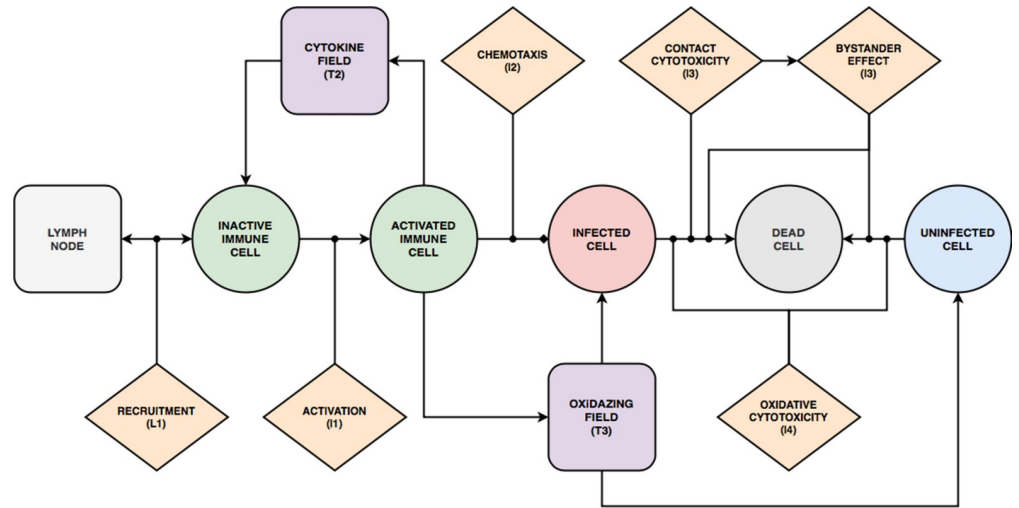 CYTOKINE
FIELD
(T2)
CHEMOTAXIS
(I2)
CONTACT
CYTOTOXICITY
(I3)
BYSTANDER
EFFECT
(I3)
LYMPH
NODE
INACTIVE
IMMUNE
CELL
ACTIVATED
IMMUNE
CELL
INFECTED
CELL
DEAD
CELL
UNINFECTED
CELL
RECRUITMENT
(L1)
ACTIVATION
(I1)
OXiDAZING
FIELD
(T3)
OXIDATIVE
CYTOTOXICITY
(I4)